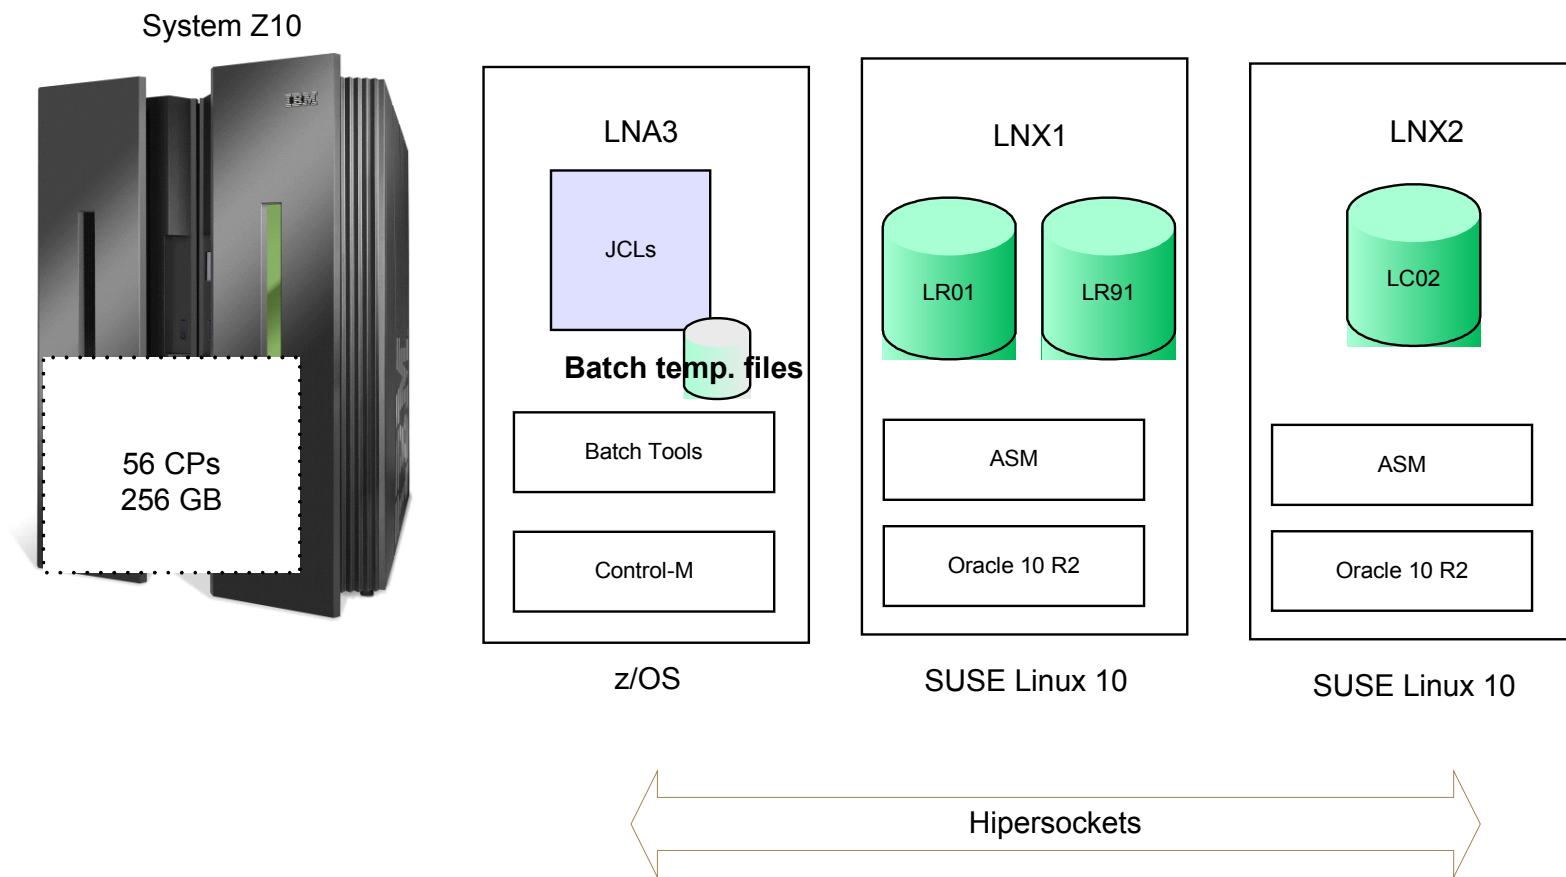 System Z10
IBM
56 CPs
256 GB
LNA3
JCLs
Batch temp. files
Batch Tools
Control-M
z/OS
LNX1
LR01
LR91
ASM
Oracle 10 R2
SUSE Linux 10
LNX2
LC02
ASM
Oracle 10 R2
SUSE Linux 10
Hipersockets